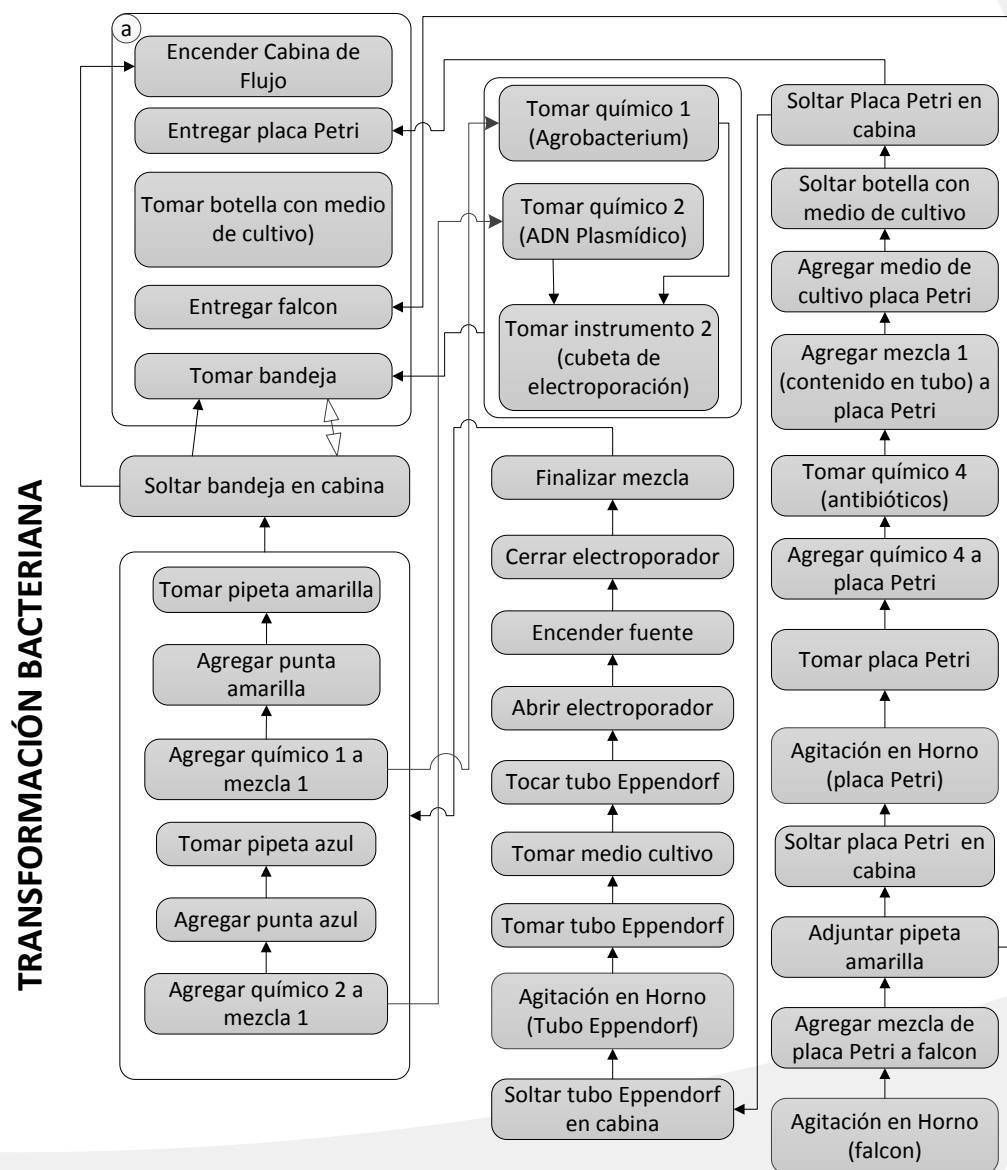 TRANSFORMACIÓN BACTERIANA
a
Encender Cabina de
Flujo
Entregar placa Petri
Tomar botella con medio
de cultivo)
Entregar falcon
Tomar bandeja
Soltar bandeja en cabina
Tomar pipeta amarilla
Agregar punta
amarilla
Agregar químico 1 a
mezcla 1
Tomar pipeta azul
Agregar punta azul
Agregar químico 2 a
mezcla 1
Tomar químico 1
(Agrobacterium)
Tomar químico 2
(ADN Plasmídico)
Tomar instrumento 2
(cubeta de
electroporación)
Finalizar mezcla
Cerrar electroporador
Encender fuente
Abrir electroporador
Tocar tubo Eppendorf
Tomar medio cultivo
Tomar tubo Eppendorf
Agitación en Horno
(Tubo Eppendorf)
Soltar tubo Eppendorf
en cabina
Soltar Placa Petri en
cabina
Soltar botella con
medio de cultivo
Agregar medio de
cultivo placa Petri
Agregar mezcla 1
(contenido en tubo) a
placa Petri
Tomar químico 4
(antibióticos)
Agregar químico 4 a
placa Petri
Tomar placa Petri
Agitación en Horno
(placa Petri)
Soltar placa Petri en
cabina
Adjuntar pipeta
amarilla
Agregar mezcla de
placa Petri a falcon
Agitación en Horno
(falcon)